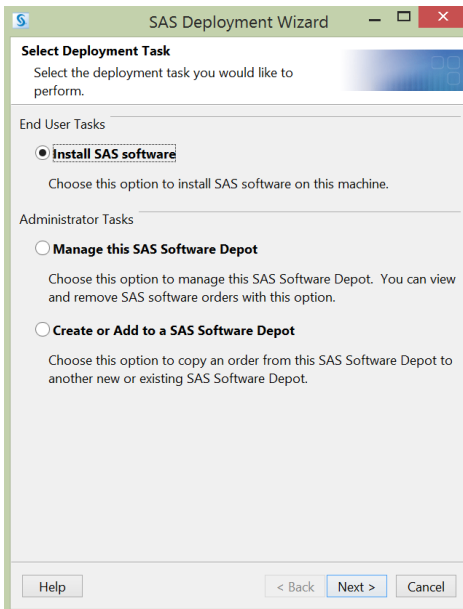 SAS Deployment Wizard
Select Deployment Task
Select the deployment task you would like to
perform.
End User Tasks
Install SAS software
Choose this option to install SAS software on this machine.
Administrator Tasks
Manage this SAS Software Depot
Choose this option to manage this SAS Software Depot. You can view
and remove SAS software orders with this option.
Create or Add to a SAS Software Depot
Choose this option to copy an order from this SAS Software Depot to
another new or existing SAS Software Depot.
Help < Back Next > Cancel